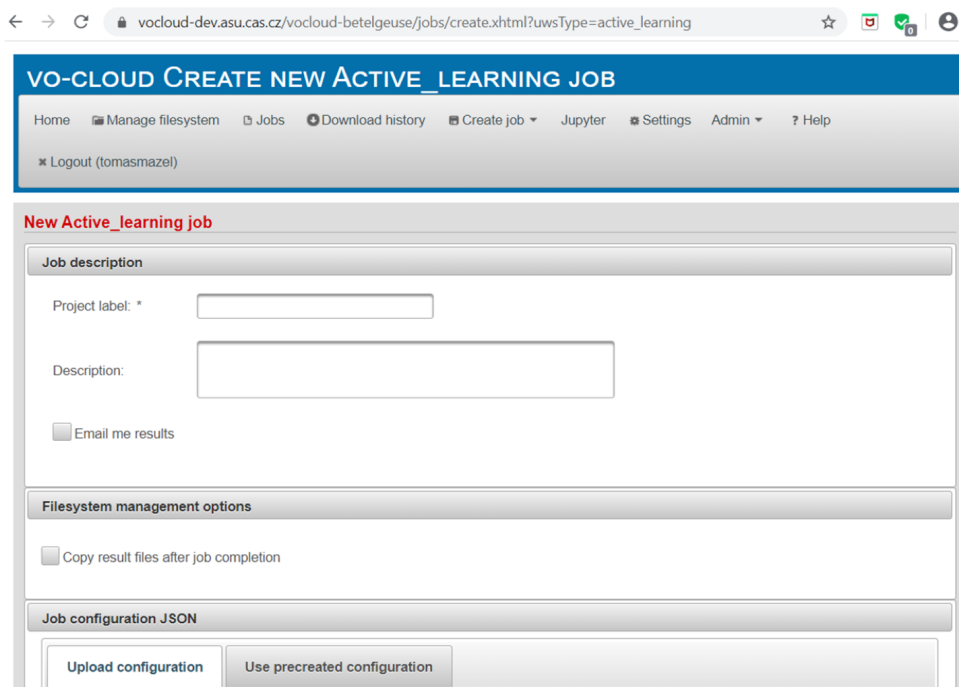 vocloud-dev.asu.cas.cz/vocloud-betelgeuse/jobs/create.xhtml?uwsType=active_learning
0
VO-CLOUD CREATE NEW ACTIVE_LEARNING JOB
Home Manage filesystem Jobs Download history Create job Jupyter Settings Admin ? Help
Logout (tomasmazel)
New Active_learning job
Job description
Project label: *
Description:
Email me results
Filesystem management options
Copy result files after job completion
Job configuration JSON
Upload configuration Use precreated configuration